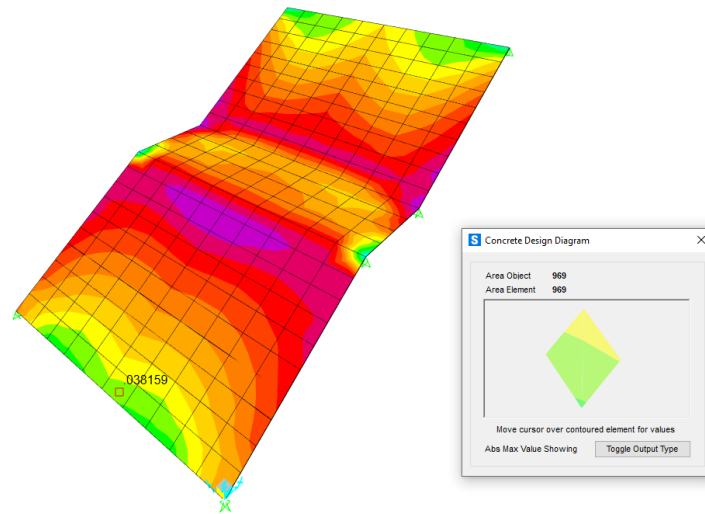 .038159
Concrete Design Diagram
Area Object 969
Area Element 969
Move cursor over contoured element for values
Abs Max Value Showing Toggle Output Type